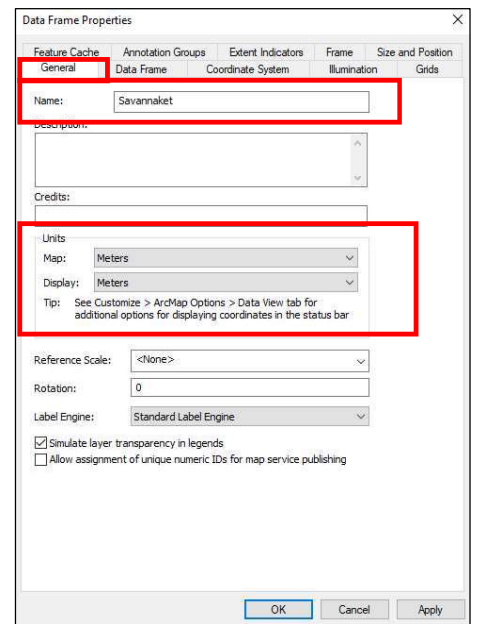 Data Frame Properties
Feature Cache Annotation Groups Extent Indicators Frame Size and Position
General Data Frame Coordinate System Illumination Grids
Name: Savannaket
Description:
Credits:
Units
Map: Meters
Display: Meters
Tip: See Customize > ArcMap Options > Data View tab for
additional options for displaying coordinates in the status bar
Reference Scale: <None>
Rotation: 0
Label Engine: Standard Label Engine
Simulate layer transparency in legends
Allow assignment of unique numeric IDs for map service publishing
OK Cancel Apply